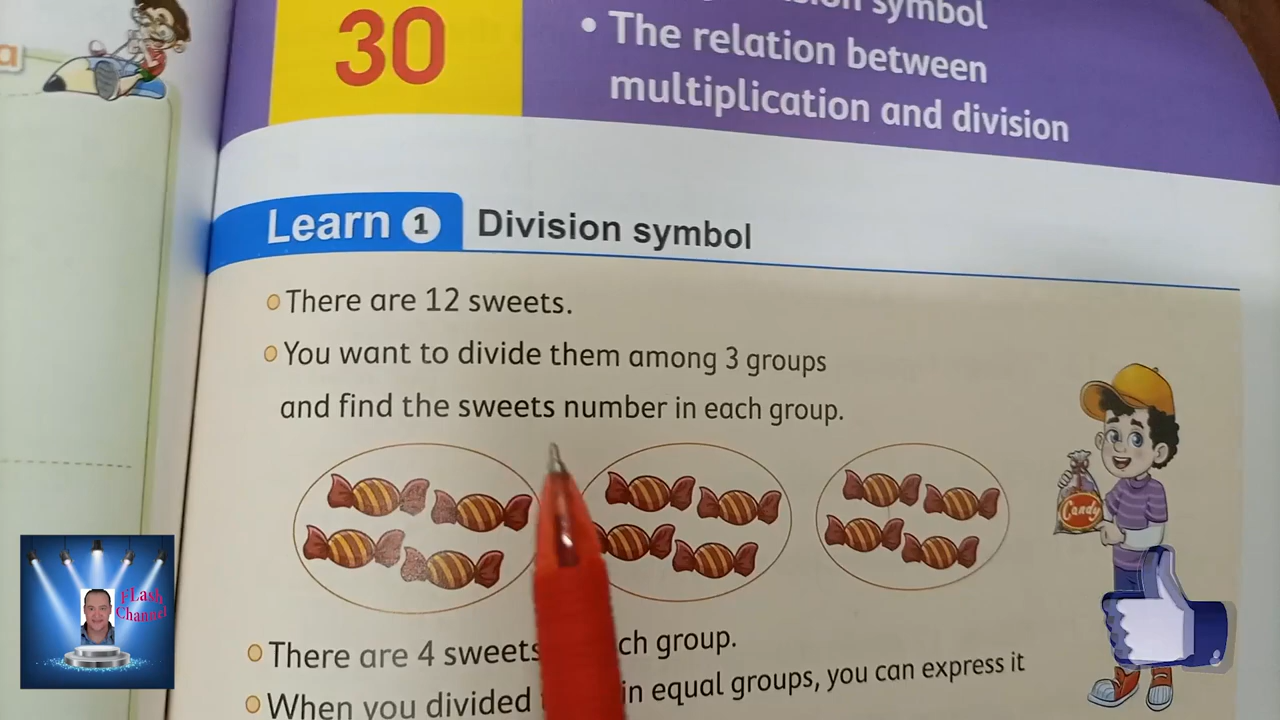 a
30
symbol
• The relation between
multiplication and division
Learn 1 Division symbol
There are 12 sweets.
You want to divide them among 3 groups
and find the sweets number in each group.
Candy
There are 4 sweets group.
When you divided in equal groups, you can express it
FLash
Channel